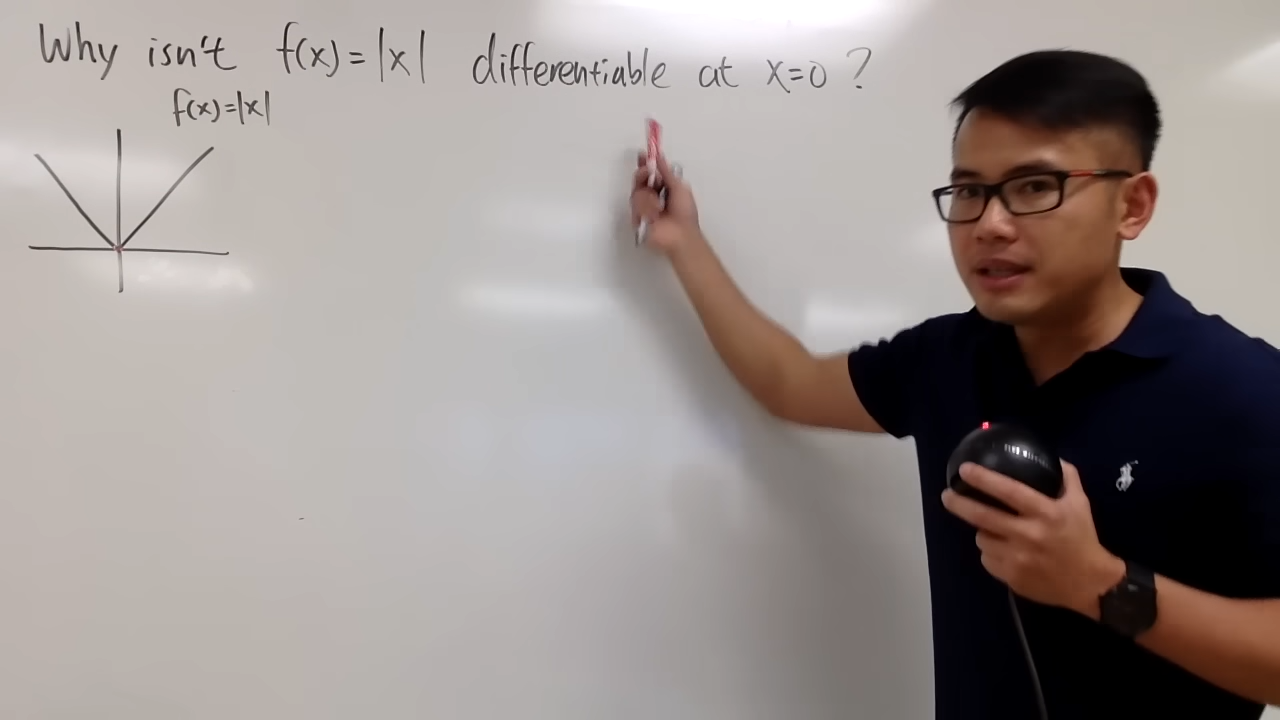 Why isn't f(x)=|x| differentiable at x=0?
f(x)=|x|